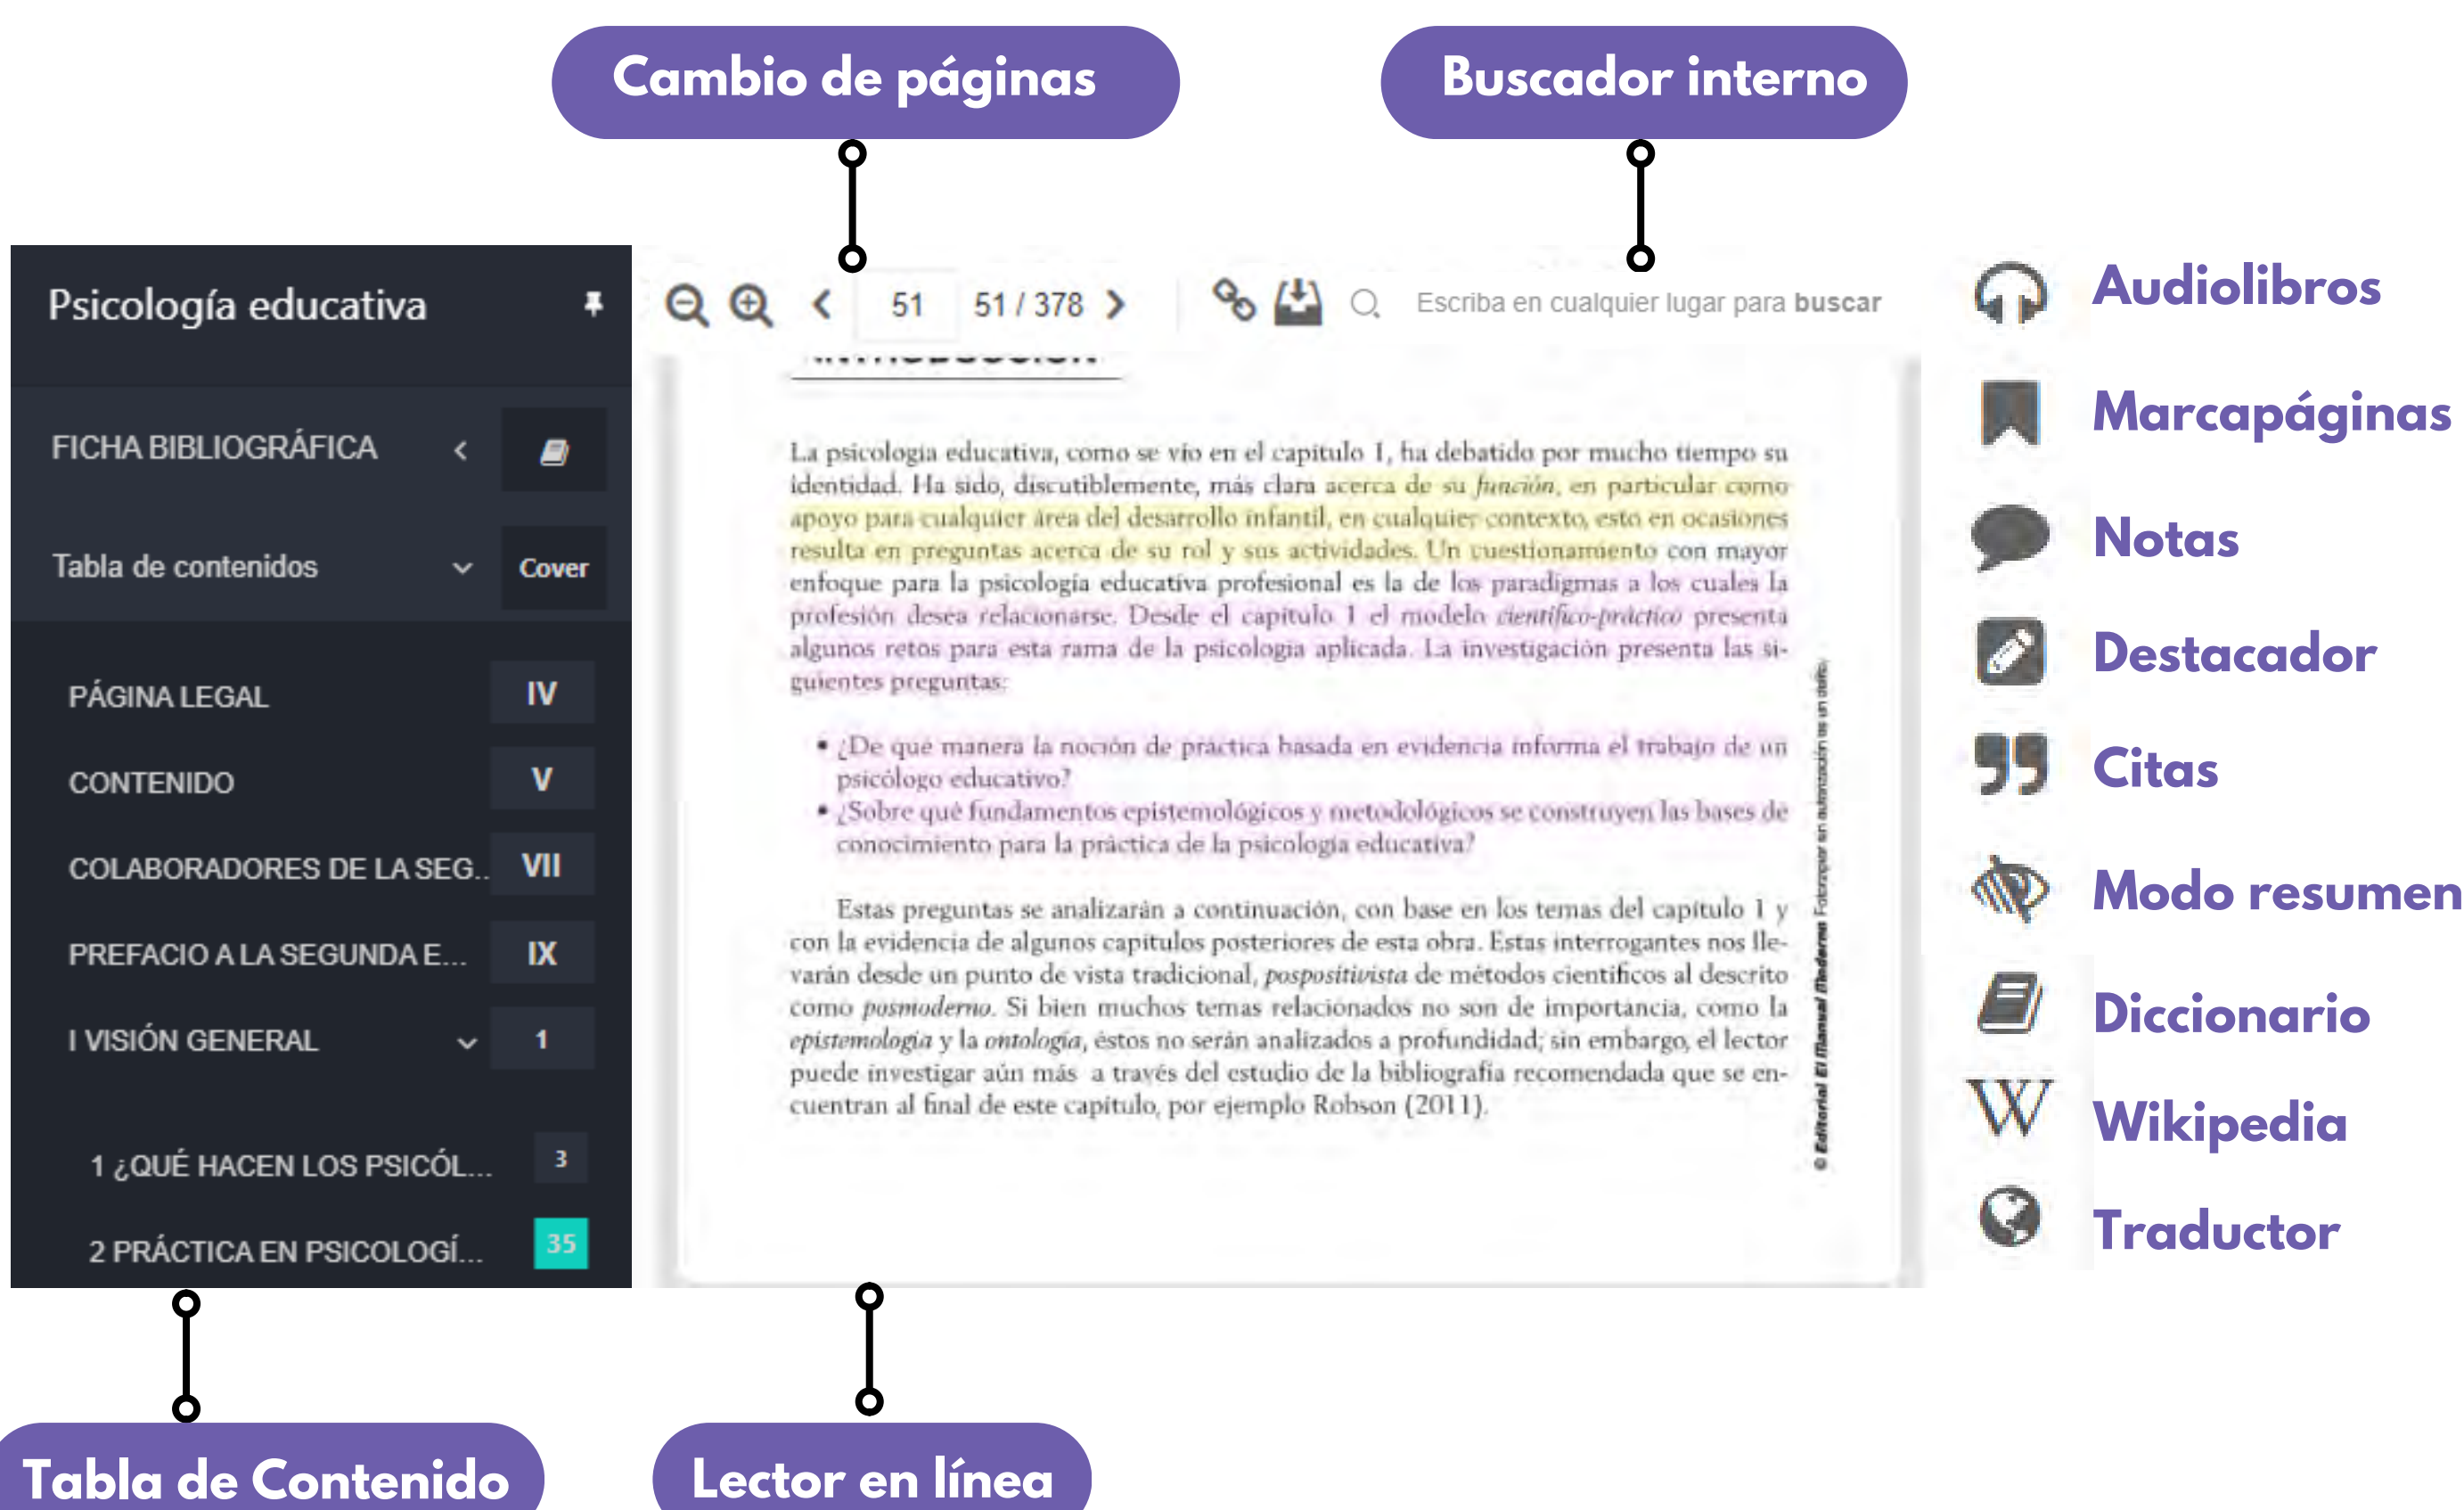 Cambio de páginas
Buscador interno
Psicología educativa
FICHA BIBLIOGRÁFICA
Tabla de contenidos
Cover
PÁGINA LEGAL
IV
CONTENIDO
V
COLABORADORES DE LA SEG..
VII
PREFACIO A LA SEGUNDA E...
IX
I VISIÓN GENERAL
1
1 ¿QUÉ HACEN LOS PSICÓL...
3
2 PRÁCTICA EN PSICOLOGÍ...
35
51
51 / 378
Escriba en cualquier lugar para buscar
La psicología educativa, como se vio en el capítulo 1, ha debatido por mucho tiempo su
identidad. Ha sido, discutiblemente, más clara acerca de su función, en particular como
apoyo para cualquier área del desarrollo infantil, en cualquier contexto, esto en ocasiones
resulta en preguntas acerca de su rol y sus actividades. Un cuestionamiento con mayor
enfoque para la psicología educativa profesional es la de los paradigmas a los cuales la
profesión desea relacionarse. Desde el capítulo 1 el modelo científico-práctico presenta
algunos retos para esta rama de la psicología aplicada. La investigación presenta las si-
guientes preguntas:
• ¿De qué manera la noción de práctica basada en evidencia informa el trabajo de un
psicólogo educativo?
• ¿Sobre qué fundamentos epistemológicos y metodológicos se construyen las bases de
conocimiento para la práctica de la psicología educativa?
Estas preguntas se analizarán a continuación, con base en los temas del capítulo 1 y
con la evidencia de algunos capítulos posteriores de esta obra. Estas interrogantes nos lle-
varán desde un punto de vista tradicional, pospositivista de métodos científicos al descrito
como posmoderno. Si bien muchos temas relacionados no son de importancia, como la
epistemología y la ontología, éstos no serán analizados a profundidad; sin embargo, el lector
puede investigar aún más a través del estudio de la bibliografía recomendada que se en-
cuentran al final de este capítulo, por ejemplo Robson (2011).
© Editorial El Manual Moderno Fotocopiar sin autorización es un delito.
Audiolibros
Marcapáginas
Notas
Destacador
Citas
Modo resumen
Diccionario
W Wikipedia
Traductor
Tabla de Contenido
Lector en línea